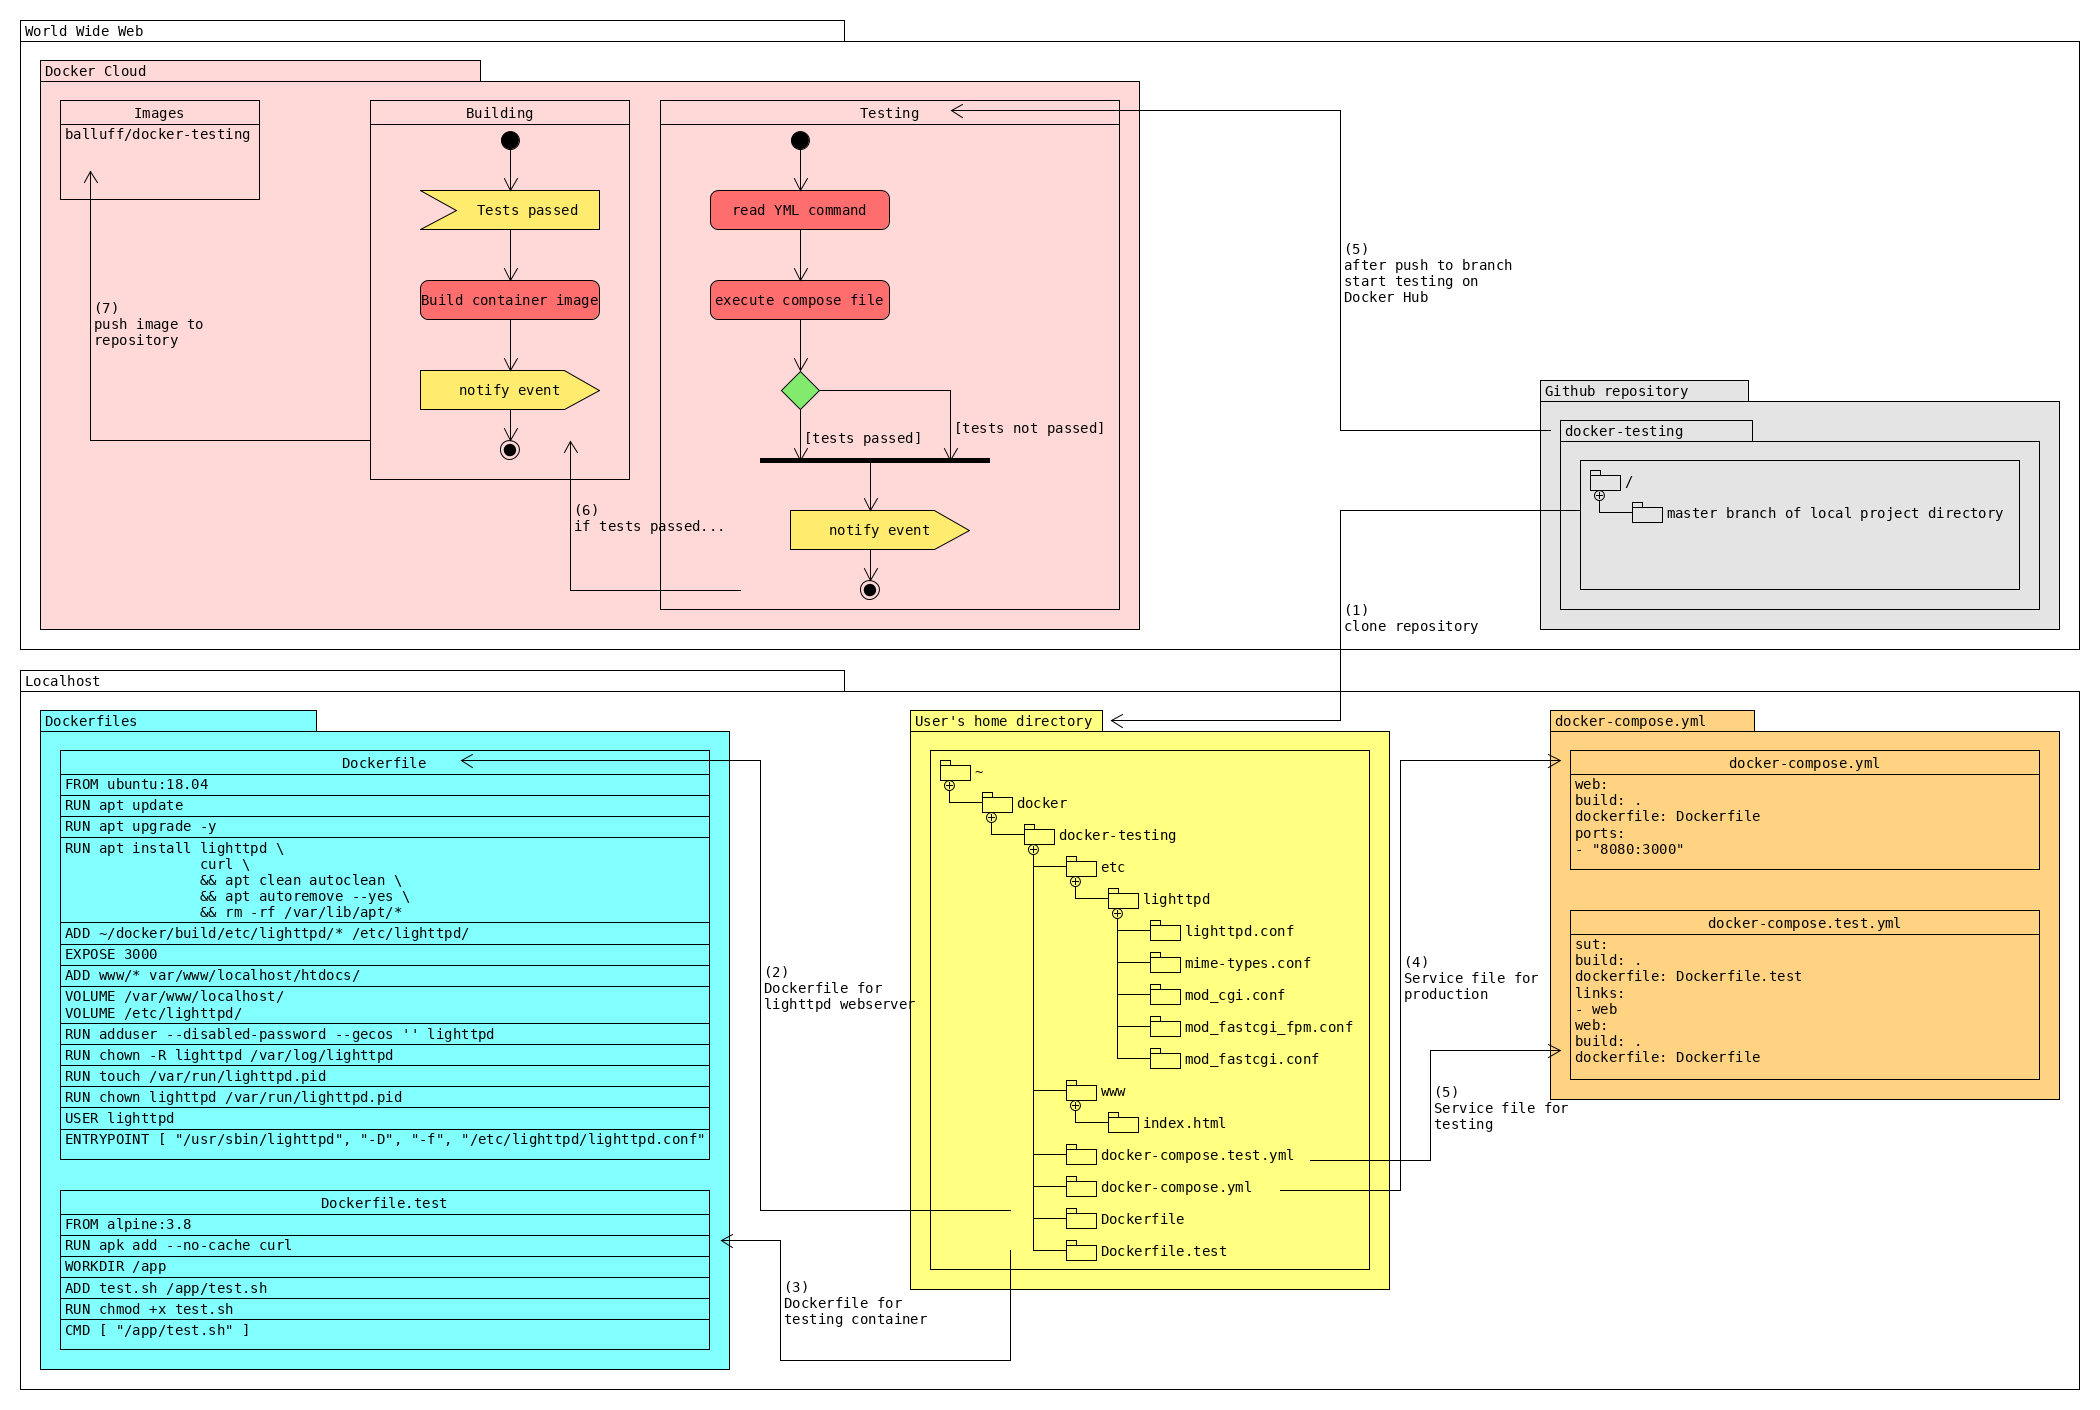 World Wide Web
Docker Cloud
Images
balluff/docker-testing
Building
Tests passed
Build container image
notify event
Testing
read YML command
execute compose file
[tests passed]
[tests not passed]
notify event
(7)
push image to
repository
(6)
if tests passed...
(5)
after push to branch
start testing on
Docker Hub
Github repository
docker-testing
/
master branch of local project directory
(1)
clone repository
Localhost
Dockerfiles
Dockerfile
FROM ubuntu:18.04
RUN apt update
RUN apt upgrade -y
RUN apt install lighttpd \
curl \
&& apt clean autoclean \
&& apt autoremove --yes \
&& rm -rf /var/lib/apt/*
ADD ~/docker/build/etc/lighttpd/* /etc/lighttpd/
EXPOSE 3000
ADD www/* var/www/localhost/htdocs/
VOLUME /var/www/localhost/
VOLUME /etc/lighttpd/
RUN adduser --disabled-password --gecos '' lighttpd
RUN chown -R lighttpd /var/log/lighttpd
RUN touch /var/run/lighttpd.pid
RUN chown lighttpd /var/run/lighttpd.pid
USER lighttpd
ENTRYPOINT [ "/usr/sbin/lighttpd", "-D", "-f", "/etc/lighttpd/lighttpd.conf"
Dockerfile.test
FROM alpine:3.8
RUN apk add --no-cache curl
WORKDIR /app
ADD test.sh /app/test.sh
RUN chmod +x test.sh
CMD [ "/app/test.sh" ]
(2)
Dockerfile for
lighttpd webserver
(3)
Dockerfile for
testing container
User's home directory
~
docker
docker-testing
etc
lighttpd
lighttpd.conf
mime-types.conf
mod_cgi.conf
mod_fastcgi_fpm.conf
mod_fastcgi.conf
www
index.html
docker-compose.test.yml
docker-compose.yml
Dockerfile
Dockerfile.test
(4)
Service file for
production
(5)
Service file for
testing
docker-compose.yml
docker-compose.yml
web:
build: .
dockerfile: Dockerfile
ports:
- "8080:3000"
docker-compose.test.yml
sut:
build: .
dockerfile: Dockerfile.test
links:
- web
web:
build: .
dockerfile: Dockerfile